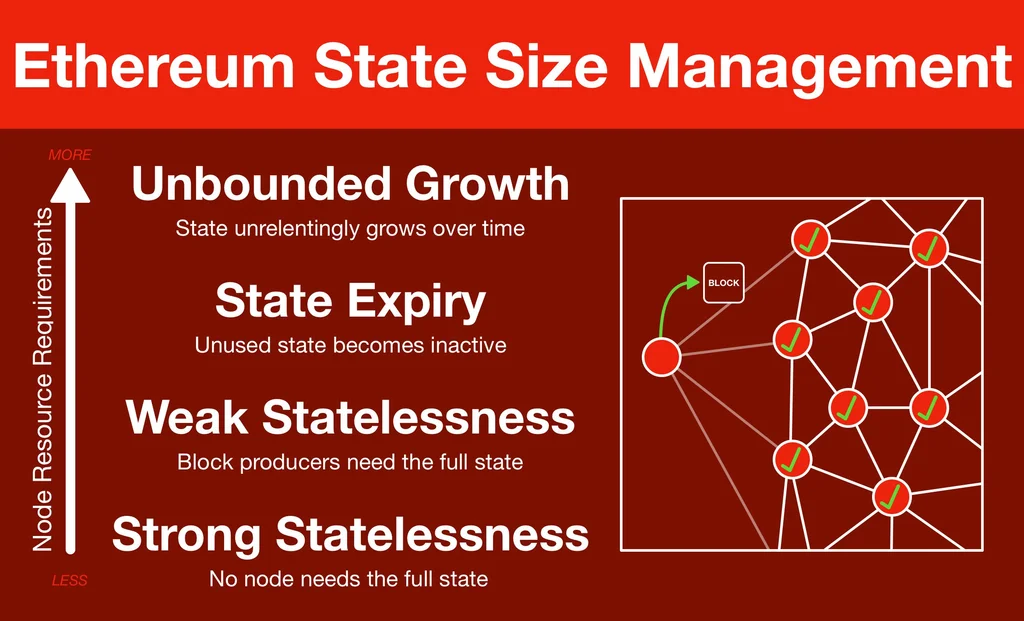 Ethereum State Size Management
MORE
Node Resource Requirements
LESS
Unbounded Growth
State unrelentingly grows over time
State Expiry
Unused state becomes inactive
Weak Statelessness
Block producers need the full state
Strong Statelessness
No node needs the full state
BLOCK